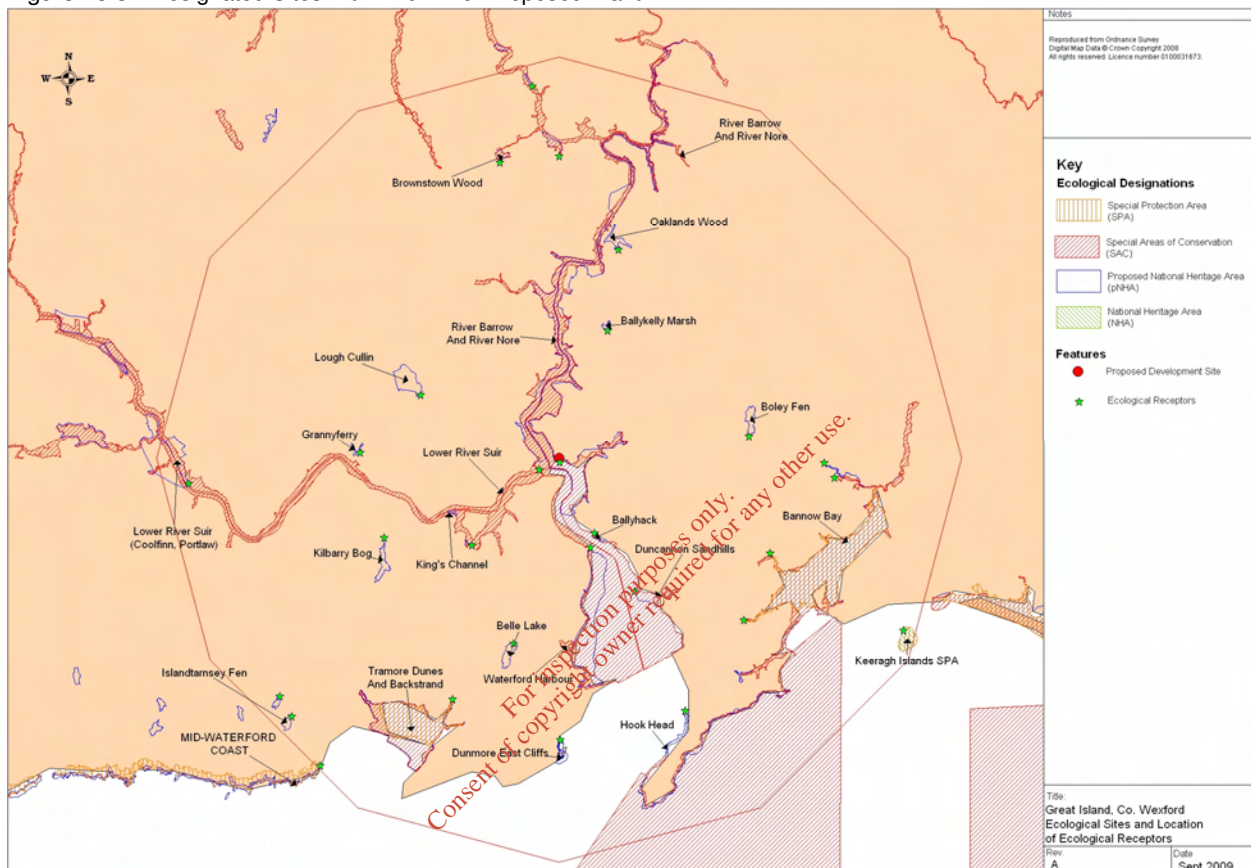 N
W E
S
River Barrow
And River Nore
Brownstown Wood
Oaklands Wood
Ballykelly Marsh
River Barrow
And River Nore
Lough Cullin
Boley Fen
Grannyferry
Lower River Suir
Lower River Suir
(Coolfinn, Portlaw)
Kilbarry Bog
King's Channel
Ballyhack
Duncannon Sandhills
Bannow Bay
Belle Lake
Waterford Harbour
Keeragh Islands SPA
Islandtarnsey Fen
Tramore Dunes
And Backstrand
MID-WATERFORD
COAST
Dunmore East Cliffs
Hook Head
For inspection purposes only.
Consent of copyright owner required for any other use.
Notes
Reproduced from Ordnance Survey
Digital Map Data © Crown Copyright 2008
All rights reserved. Licence number 0100031673.
Key
Ecological Designations
Special Protection Area
(SPA)
Special Areas of Conservation
(SAC)
Proposed National Heritage Area
(pNHA)
National Heritage Area
(NHA)
Features
Proposed Development Site
Ecological Receptors
Title:
Great Island, Co. Wexford
Ecological Sites and Location
of Ecological Receptors
Rev. Date
A Sept 2009